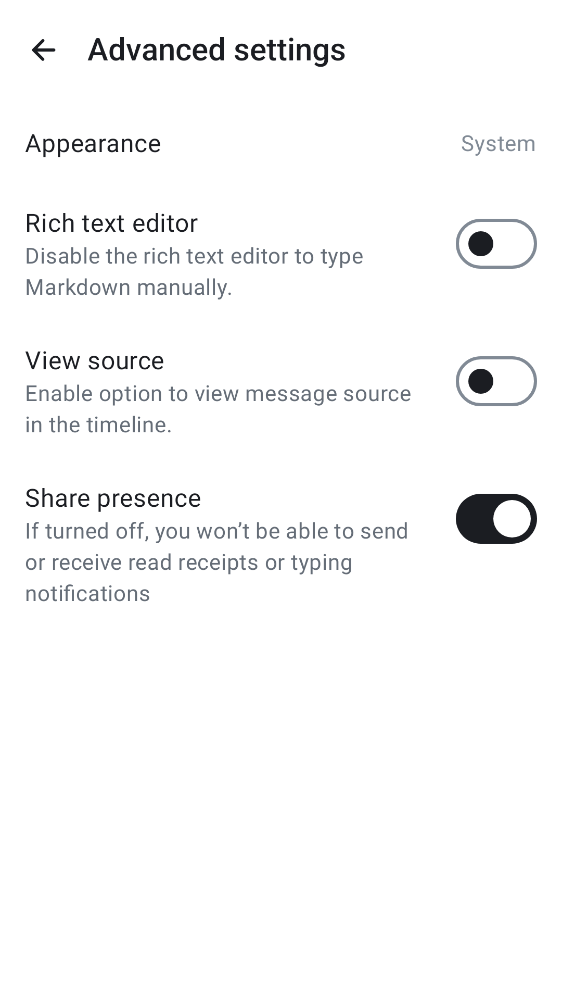 Advanced settings
Appearance
System
Rich text editor
Disable the rich text editor to type
Markdown manually.
View source
Enable option to view message source
in the timeline.
Share presence
If turned off, you won’t be able to send
or receive read receipts or typing
notifications